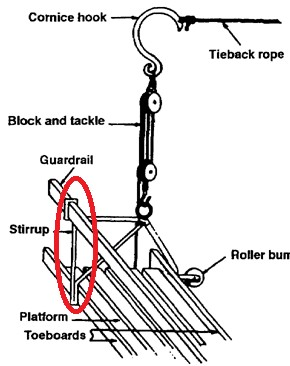 Cornice hook
Tieback rope
Block and tackle
Guardrail
Stirrup
Roller bum
Platform
Toeboards